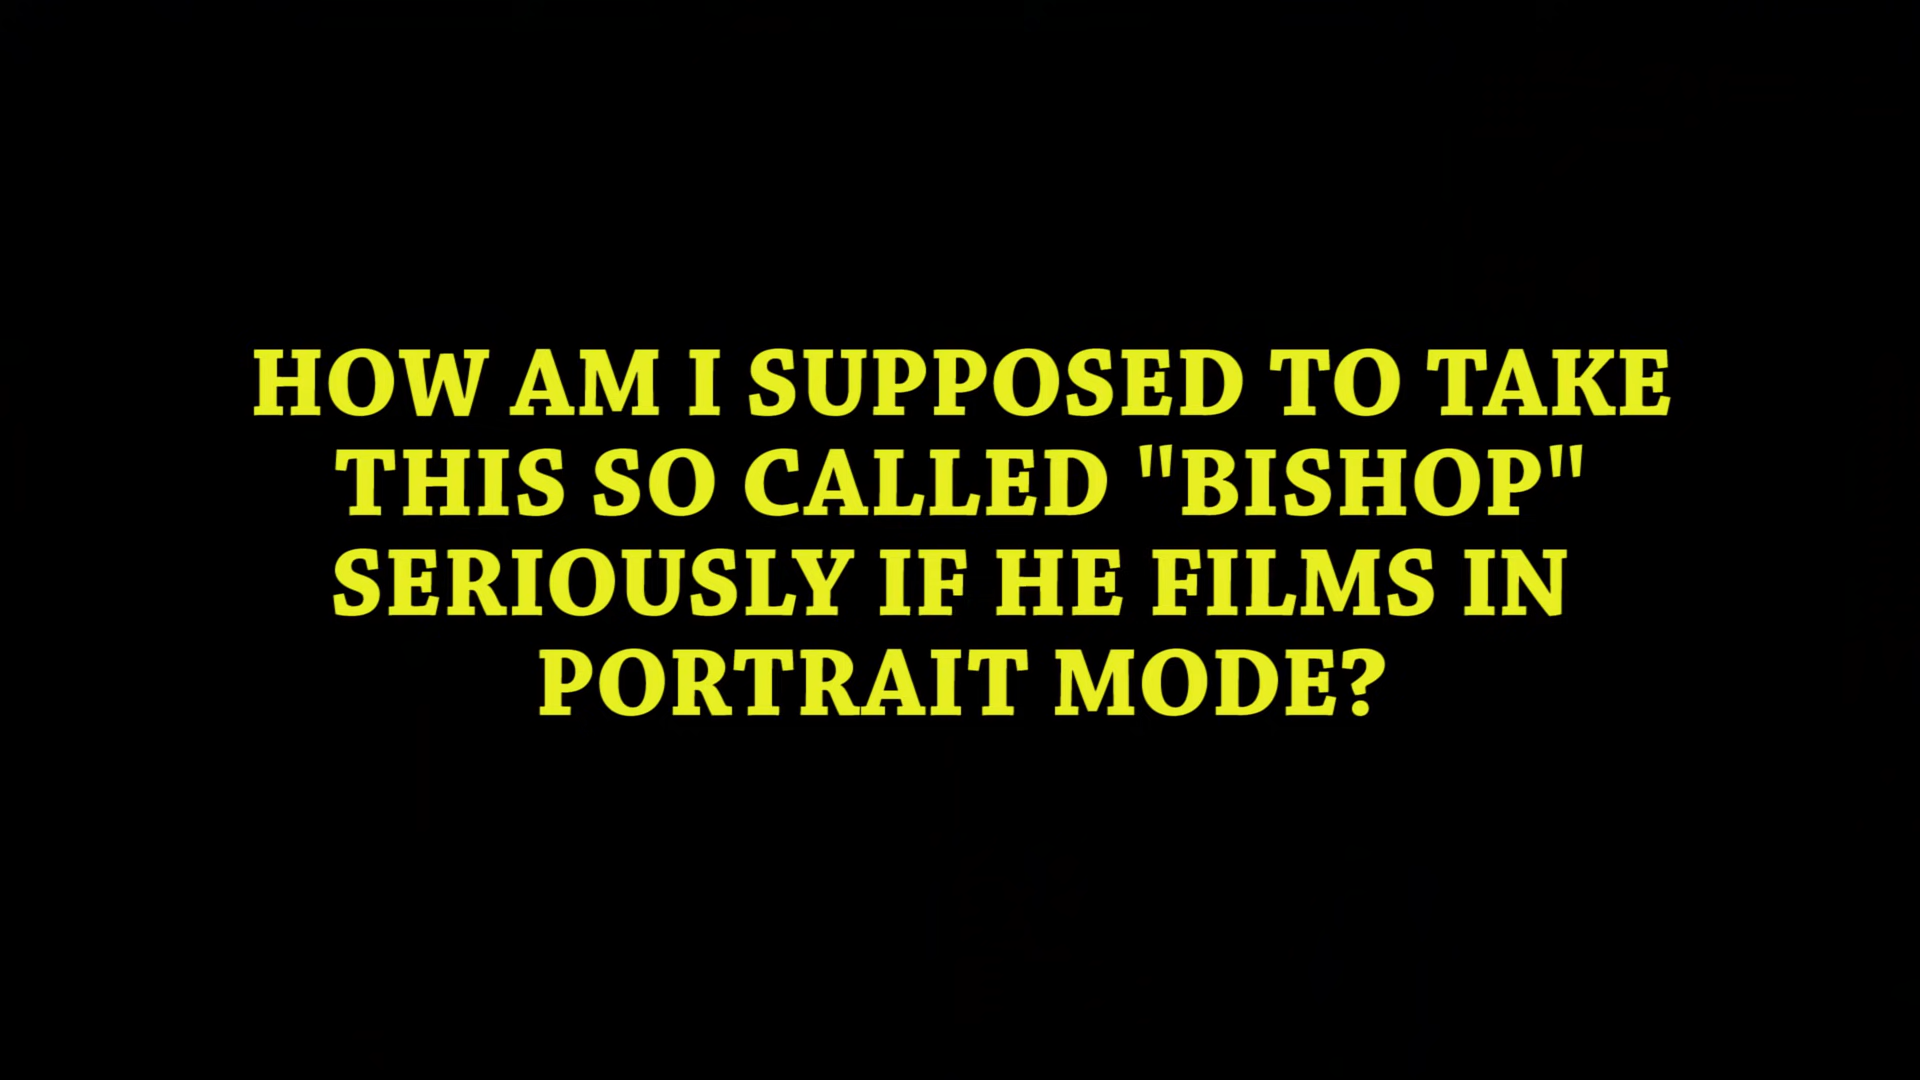 HOW AM I SUPPOSED TO TAKE
THIS SO CALLED "BISHOP"
SERIOUSLY IF HE FILMS IN
PORTRAIT MODE?